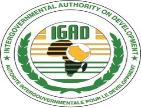 INTERGOVERNMENTAL AUTHORITY ON DEVELOPMENT
IGAD
AUTORITÉ INTERGOUVERNEMENTALE POUR LE DÉVELOPPEMENT